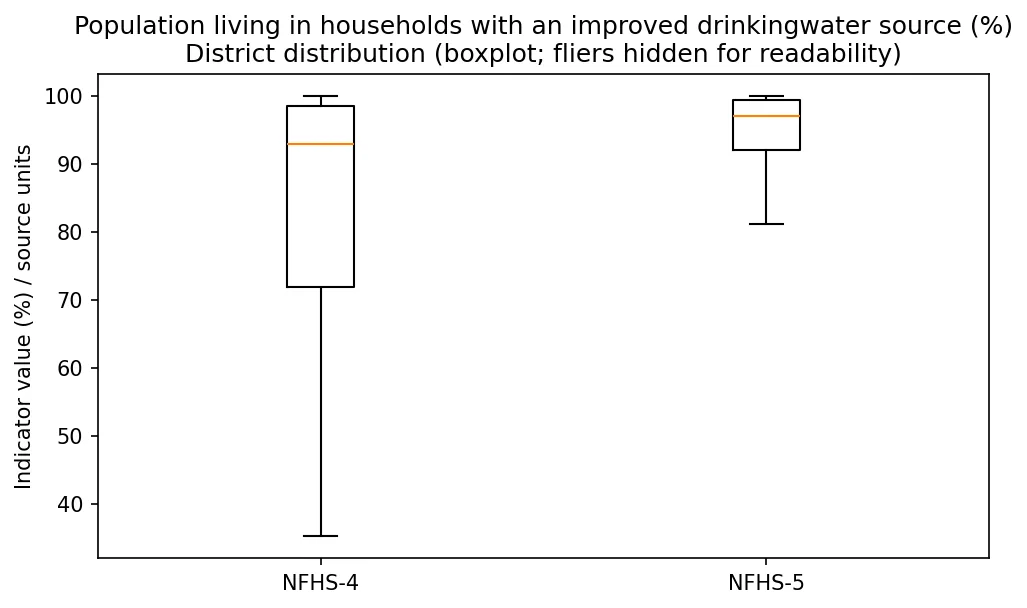 Population living in households with an improved drinkingwater source (%)
District distribution (boxplot; fliers hidden for readability)
Indicator value (%) / source units
100
90
80
70
60
50
40
NFHS-4
NFHS-5